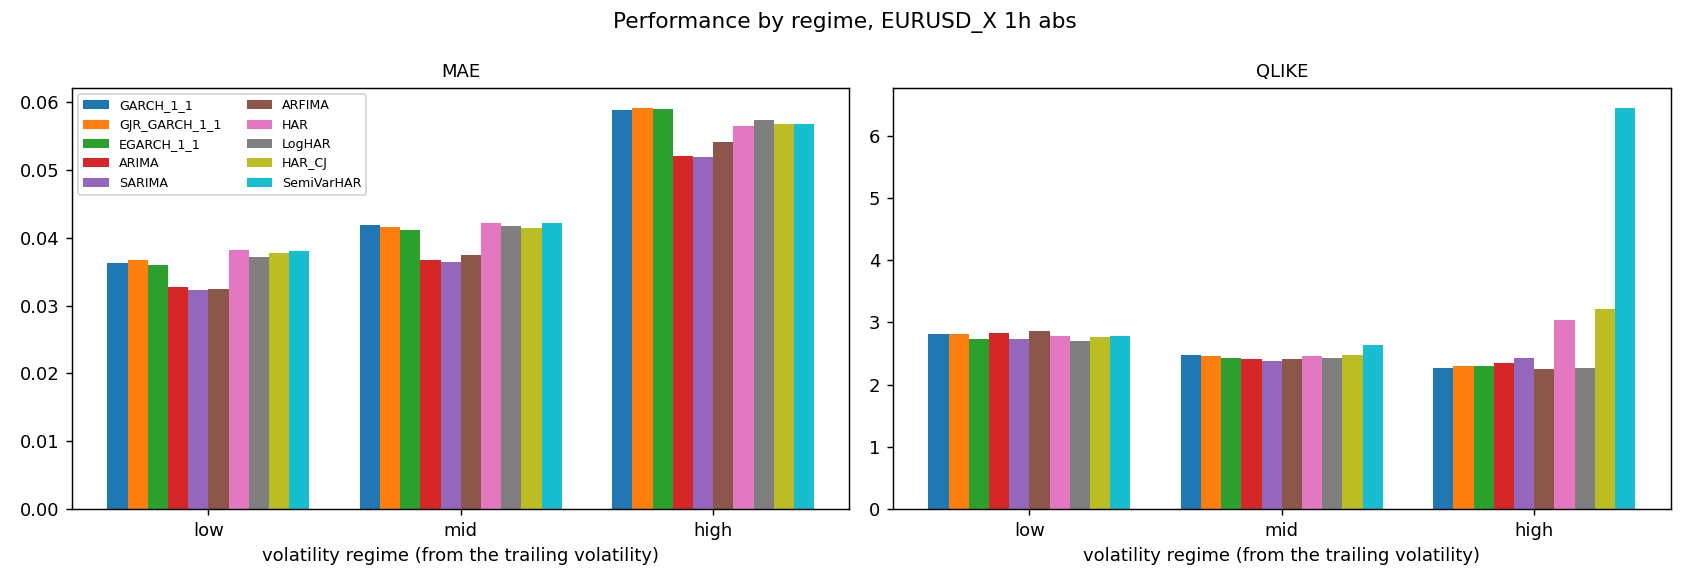 Performance by regime, EURUSD_X 1h abs
MAE
0.06
0.05
0.04
0.03
0.02
0.01
0.00
GARCH_1_1
GJR_GARCH_1_1
EGARCH_1_1
ARIMA
SARIMA
ARFIMA
HAR
LogHAR
HAR_CJ
SemiVarHAR
low
mid
high
volatility regime (from the trailing volatility)
QLIKE
6
5
4
3
2
1
0
low
mid
high
volatility regime (from the trailing volatility)